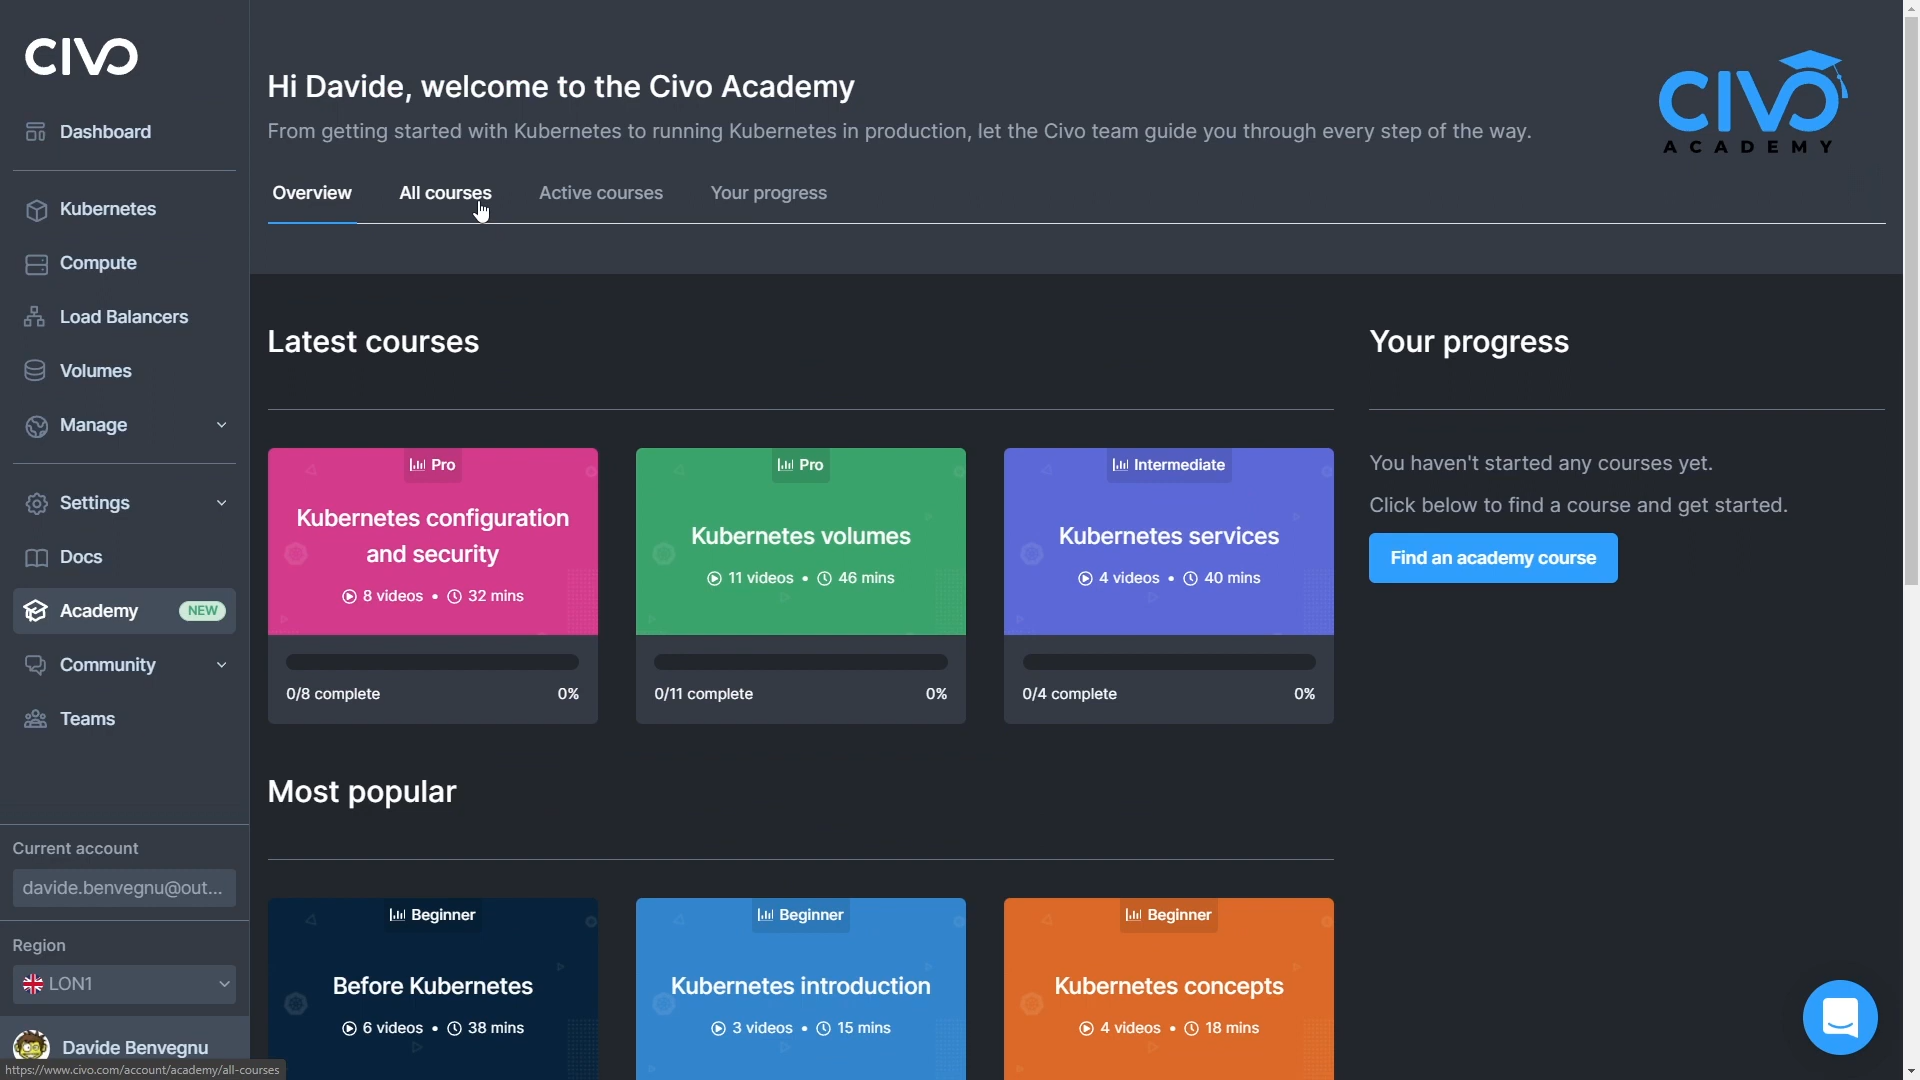 CIVO
Dashboard
Kubernetes
Compute
Load Balancers
Volumes
Manage
Settings
Docs
Academy NEW
Community
Teams
Current account
davide.benvegnu@out...
Region
LON1
Davide Benvegnu
https://www.civo.com/account/academy/all-courses
Hi Davide, welcome to the Civo Academy
From getting started with Kubernetes to running Kubernetes in production, let the Civo team guide you through every step of the way.
CIVO
ACADEMY
Overview All courses Active courses Your progress
Latest courses
Pro
Kubernetes configuration
and security
8 videos • 32 mins
0/8 complete 0%
Pro
Kubernetes volumes
11 videos • 46 mins
0/11 complete 0%
Intermediate
Kubernetes services
4 videos • 40 mins
0/4 complete 0%
Your progress
You haven't started any courses yet.
Click below to find a course and get started.
Find an academy course
Most popular
Beginner
Before Kubernetes
6 videos • 38 mins
Beginner
Kubernetes introduction
3 videos • 15 mins
Beginner
Kubernetes concepts
4 videos • 18 mins